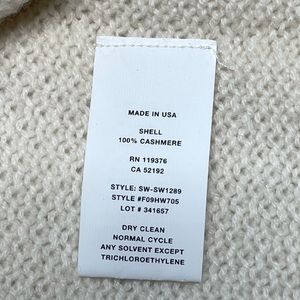 MADE IN USA
SHELL
100% CASHMERE
RN 119376
CA 52192
STYLE: SW-SW1289
STYLE #F09HW705
LOT # 341657
DRY CLEAN
NORMAL CYCLE
ANY SOLVENT EXCEPT
TRICHLOROETHYLENE